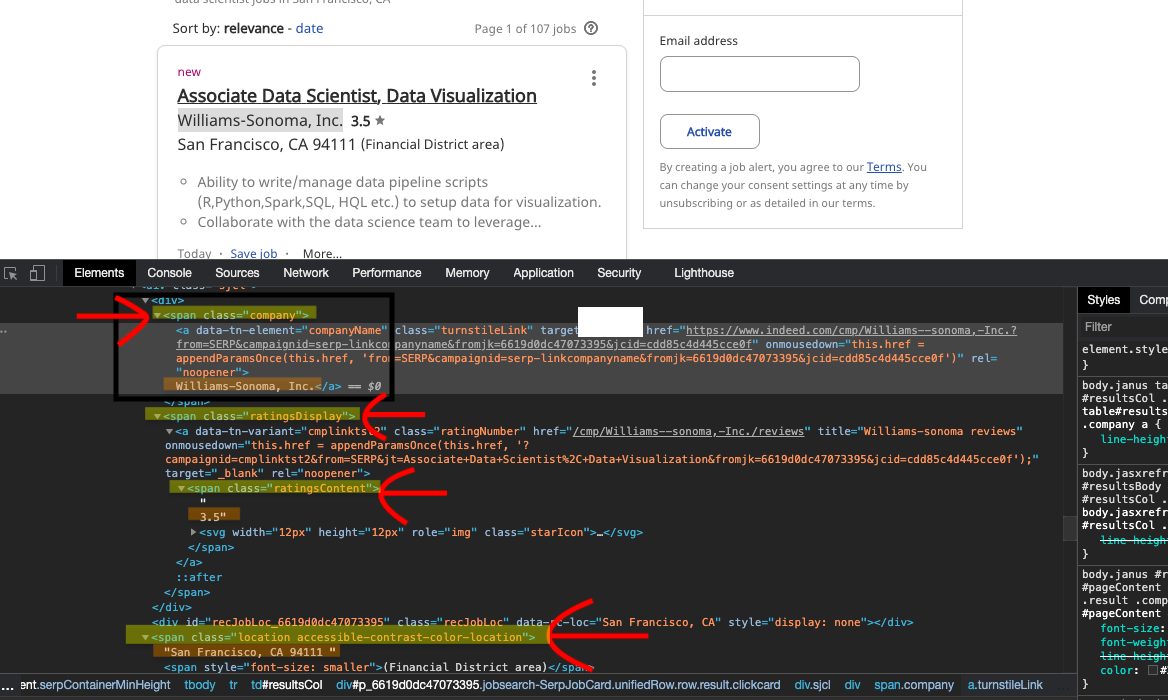 Sort by: relevance - date
Page 1 of 107 jobs ?
new
Associate Data Scientist, Data Visualization
Williams-Sonoma, Inc. 3.5 ★
San Francisco, CA 94111 (Financial District area)
Ability to write/manage data pipeline scripts
(R,Python,Spark,SQL, HQL etc.) to setup data for visualization.
Collaborate with the data science team to leverage...
Today · Save job · More...
Email address
Activate
By creating a job alert, you agree to our Terms. You
can change your consent settings at any time by
unsubscribing or as detailed in our terms.
Elements Console Sources Network Performance Memory Application Security Lighthouse
<div>
<span class="company">
<a data-tn-element="companyName" class="turnstileLink" target href="https://www.indeed.com/cmp/Williams--sonoma,-Inc.?
from=SERP&campaignid=serp-linkcompanyname&fromjk=6619d0dc47073395&jcid=cdd85c4d445cce0f" onmousedown="this.href =
appendParamsOnce(this.href, 'from=SERP&campaignid=serp-linkcompanyname&fromjk=6619d0dc47073395&jcid=cdd85c4d445cce0f')" rel=
"noopener">
Williams-Sonoma, Inc.</a> == $0
</span>
<span class="ratingsDisplay">
<a data-tn-variant="cmplinktst2" class="ratingNumber" href="/cmp/Williams--sonoma,-Inc./reviews" title="Williams-sonoma reviews"
onmousedown="this.href = appendParamsOnce(this.href, '?
campaignid=cmplinktst2&from=SERP&jt=Associate+Data+Scientist%2C+Data+Visualization&fromjk=6619d0dc47073395&jcid=cdd85c4d445cce0f');"
target="_blank" rel="noopener">
<span class="ratingsContent">
"
3.5"
<svg width="12px" height="12px" role="img" class="starIcon">…</svg>
</span>
</a>
::after
</span>
</div>
<div id="recJobLoc_6619d0dc47073395" class="recJobLoc" data-rc-loc="San Francisco, CA" style="display: none"></div>
<span class="location accessible-contrast-color-location">
"San Francisco, CA 94111 "
<span style="font-size: smaller">(Financial District area)</span>
... ent.serpContainerMinHeight tbody tr td#resultsCol div#p_6619d0dc47073395.jobsearch-SerpJobCard.unifiedRow.row.result.clickcard div.sjcl div span.company a.turnstileLink
Styles Comp
Filter
element.style
}
body.janus ta
#resultsCol .
table#results
.company a {
line-heigh
}
body.jasxrefr
#resultsBody
#resultsCol .
body.jasxrefr
#resultsCol .
line-heigh
}
body.janus #r
#pageContent
.result .comp
#pageContent
font-size:
font-weigh
line-heigh
color: #
}